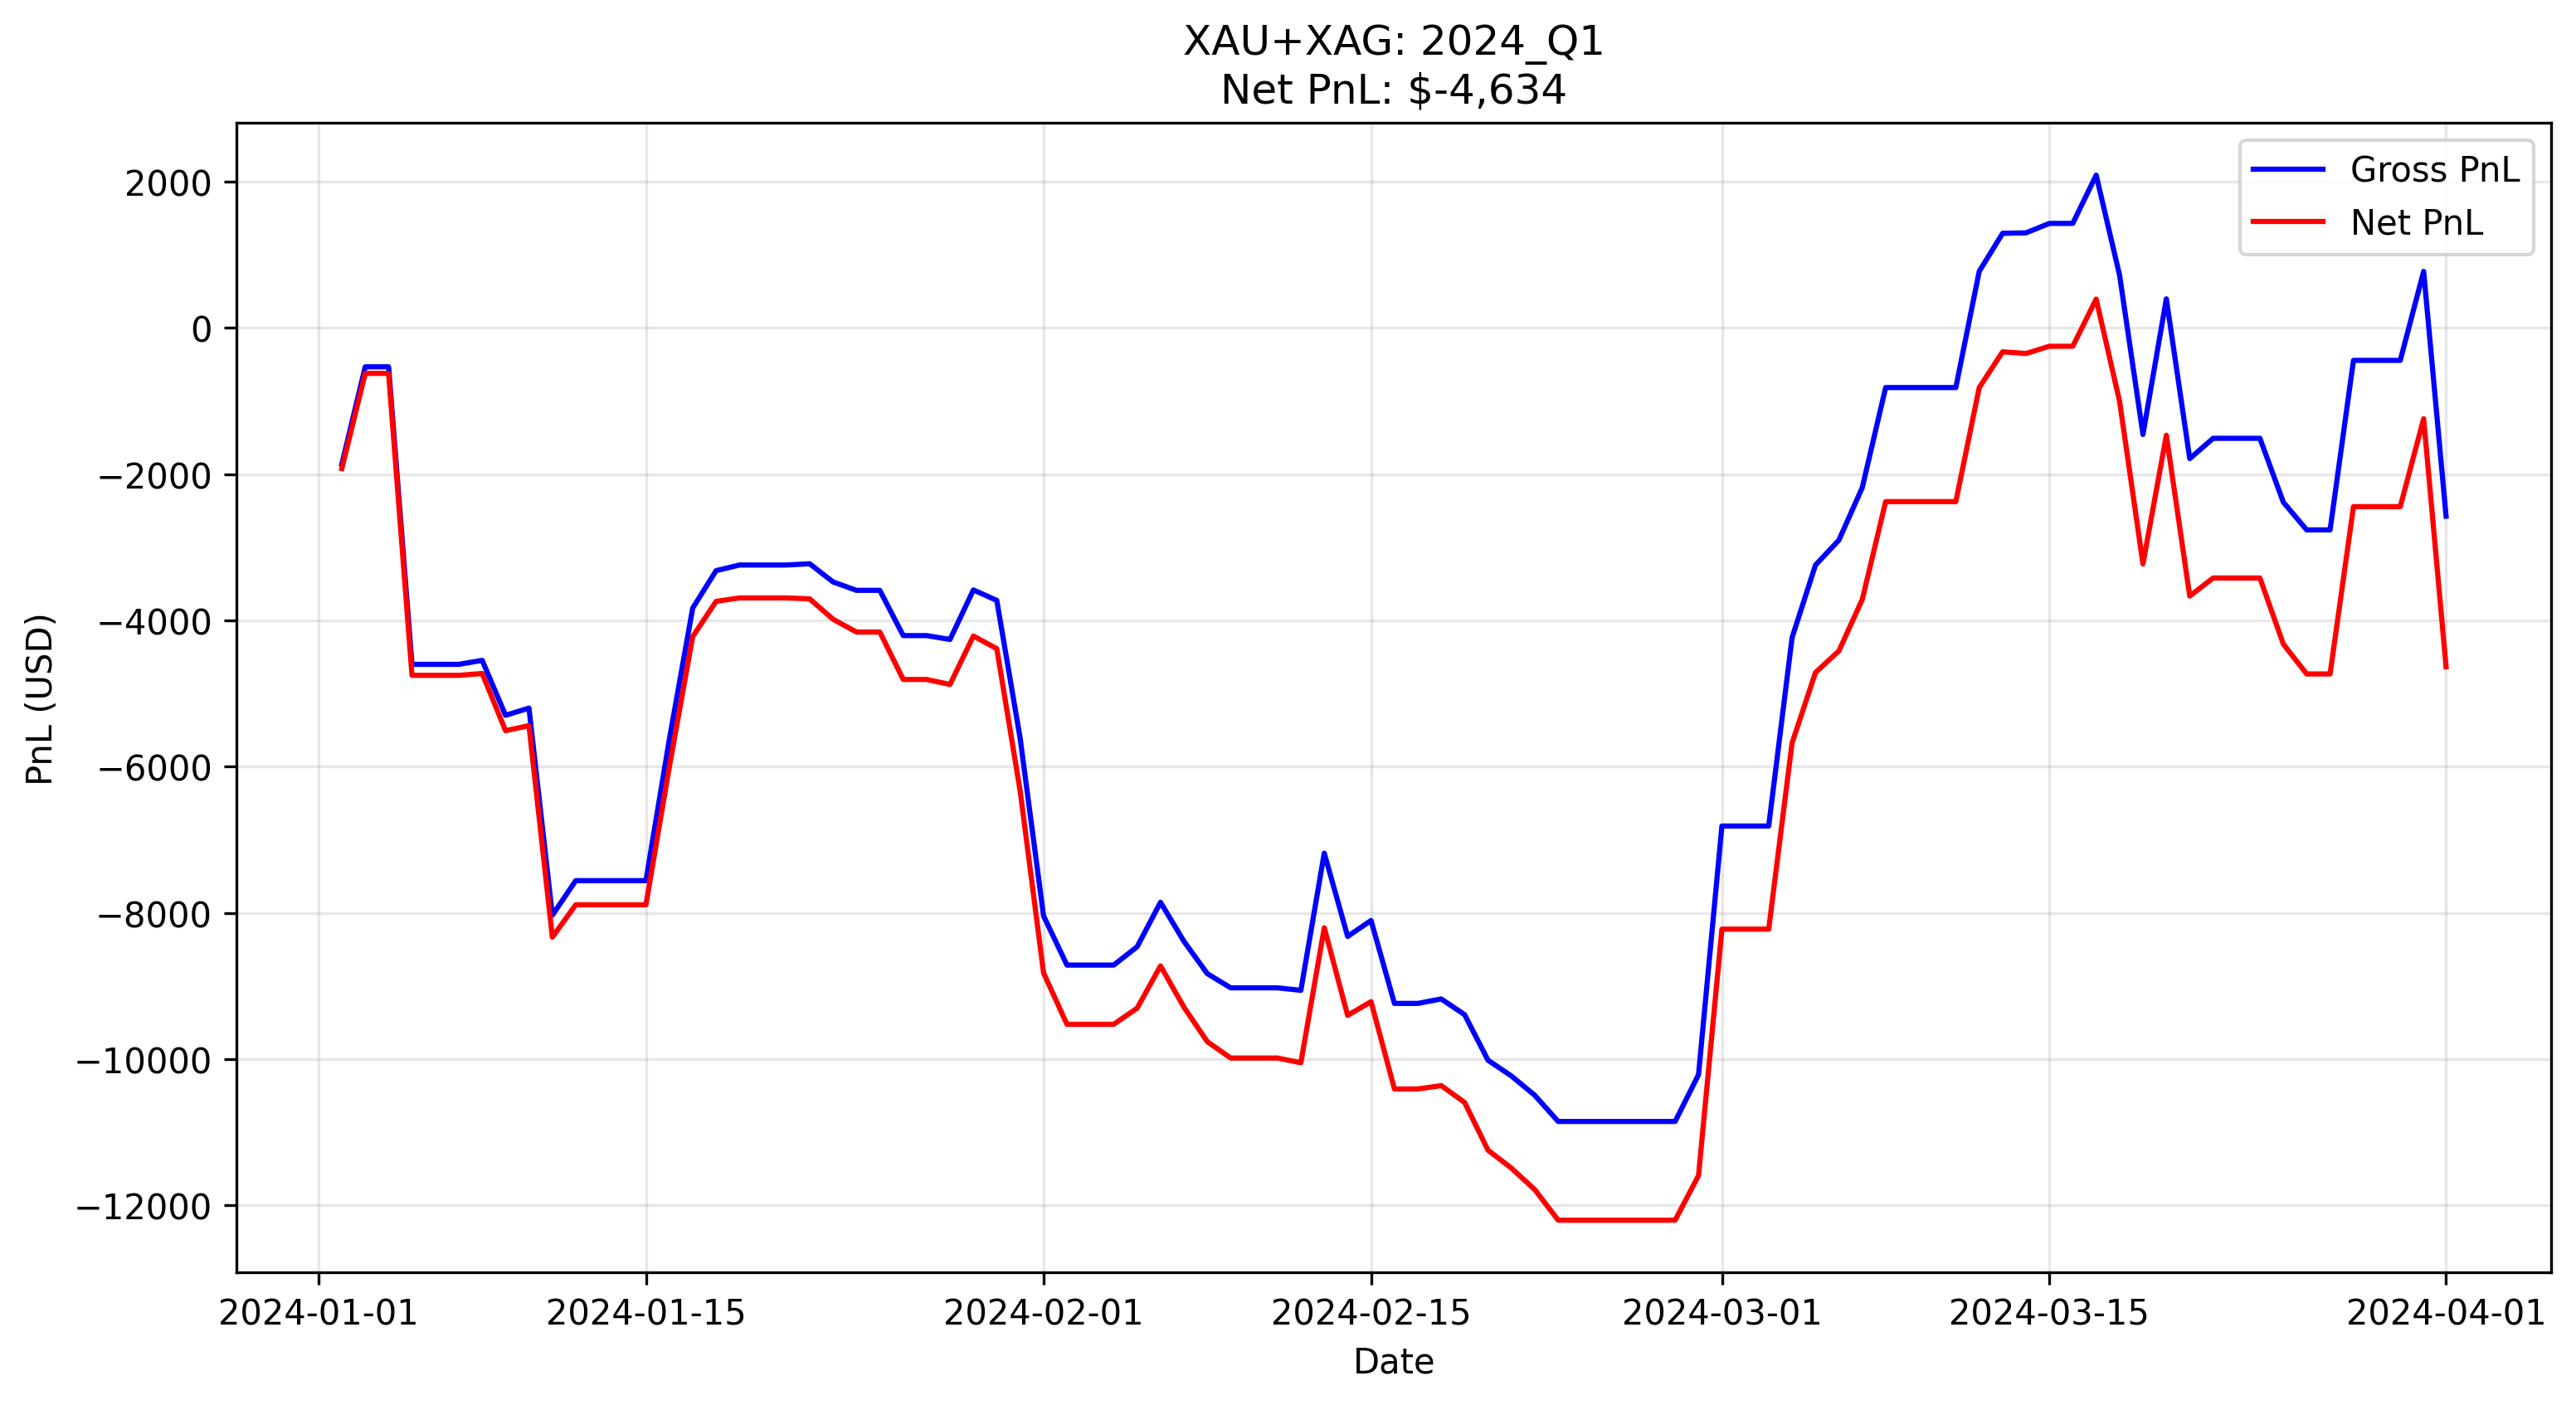 XAU+XAG: 2024_Q1
Net PnL: $-4,634
Gross PnL
Net PnL
PnL (USD)
2000
0
−2000
−4000
−6000
−8000
−10000
−12000
2024-01-01
2024-01-15
2024-02-01
2024-02-15
2024-03-01
2024-03-15
2024-04-01
Date